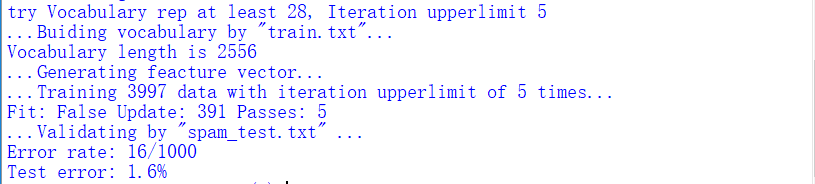 try Vocabulary rep at least 28, Iteration upperlimit 5
...Buiding vocabulary by "train.txt"...
Vocabulary length is 2556
...Generating feacture vector...
...Training 3997 data with iteration upperlimit of 5 times...
Fit: False Update: 391 Passes: 5
...Validating by "spam_test.txt" ...
Error rate: 16/1000
Test error: 1.6%